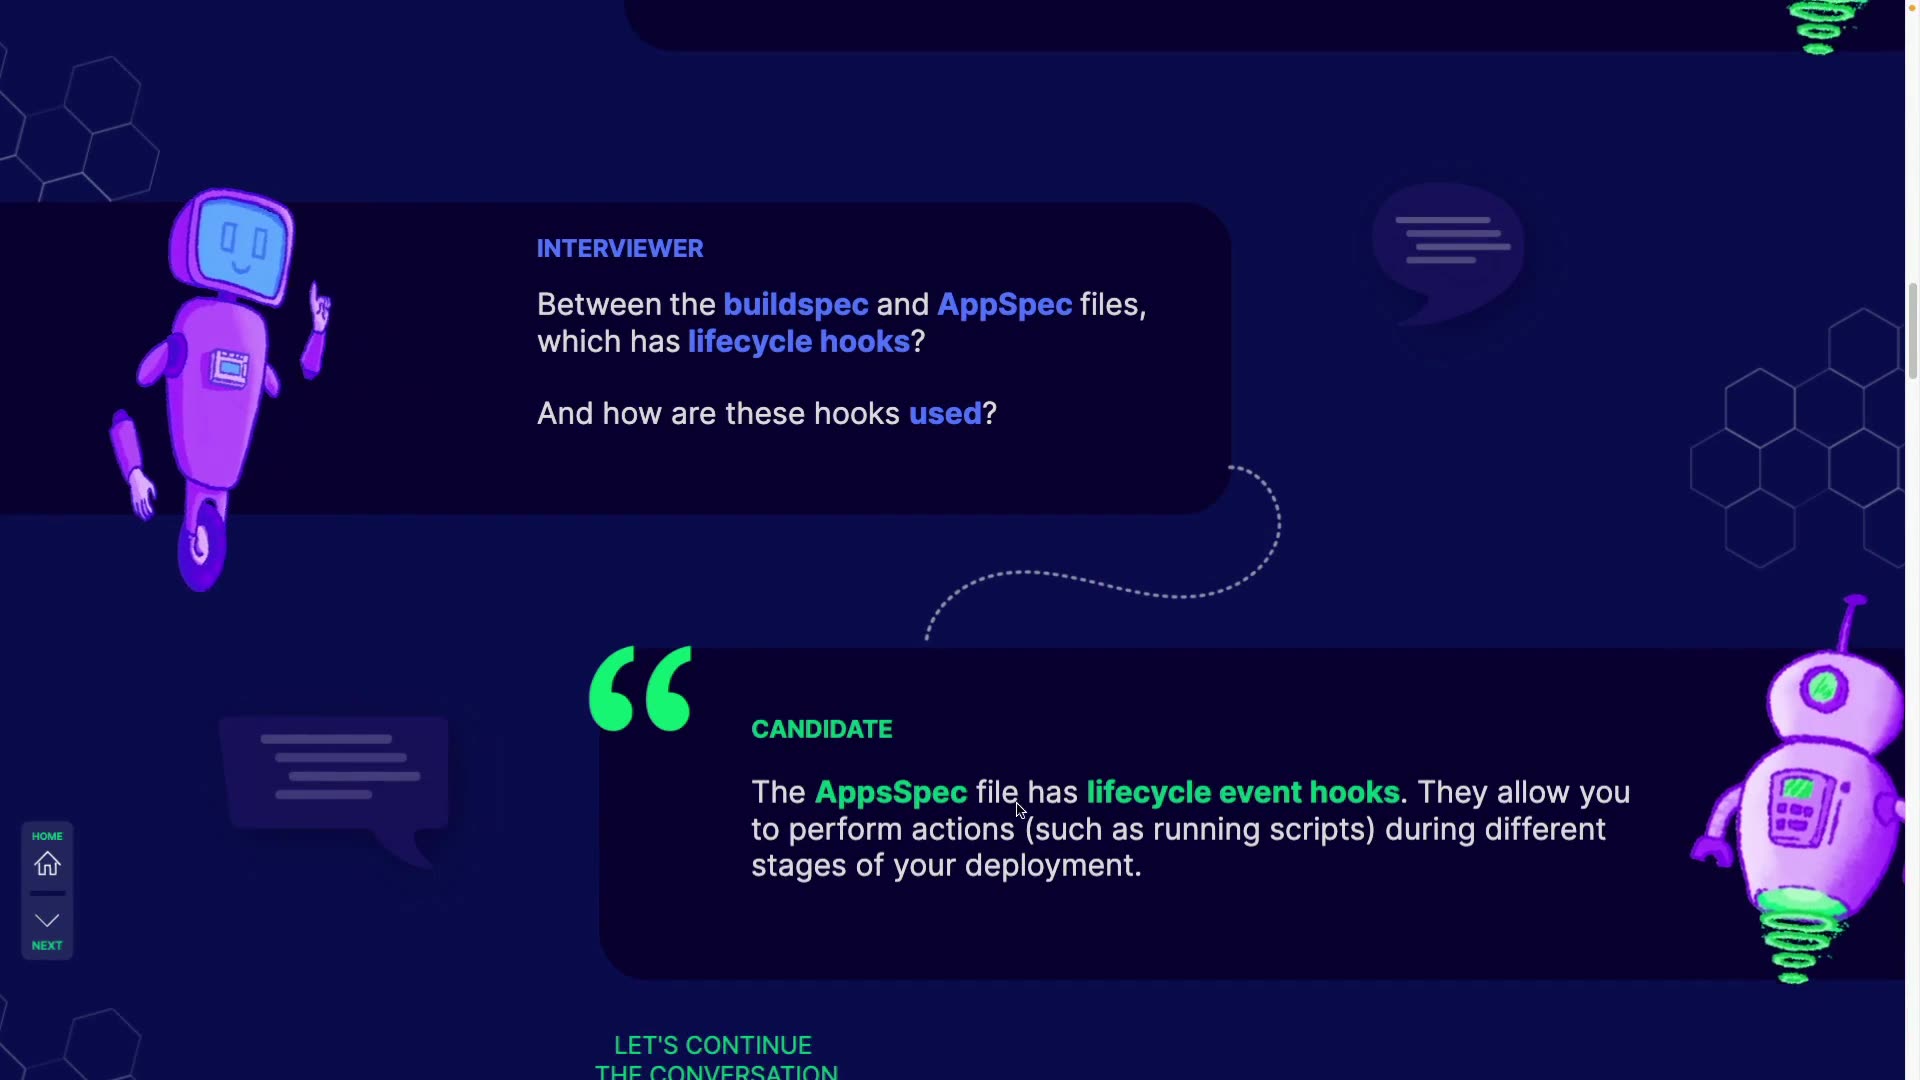 INTERVIEWER
Between the buildspec and AppSpec files,
which has lifecycle hooks?
And how are these hooks used?
CANDIDATE
The AppsSpec file has lifecycle event hooks. They allow you
to perform actions (such as running scripts) during different
stages of your deployment.
HOME
NEXT
LET'S CONTINUE
THE CONVERSATION